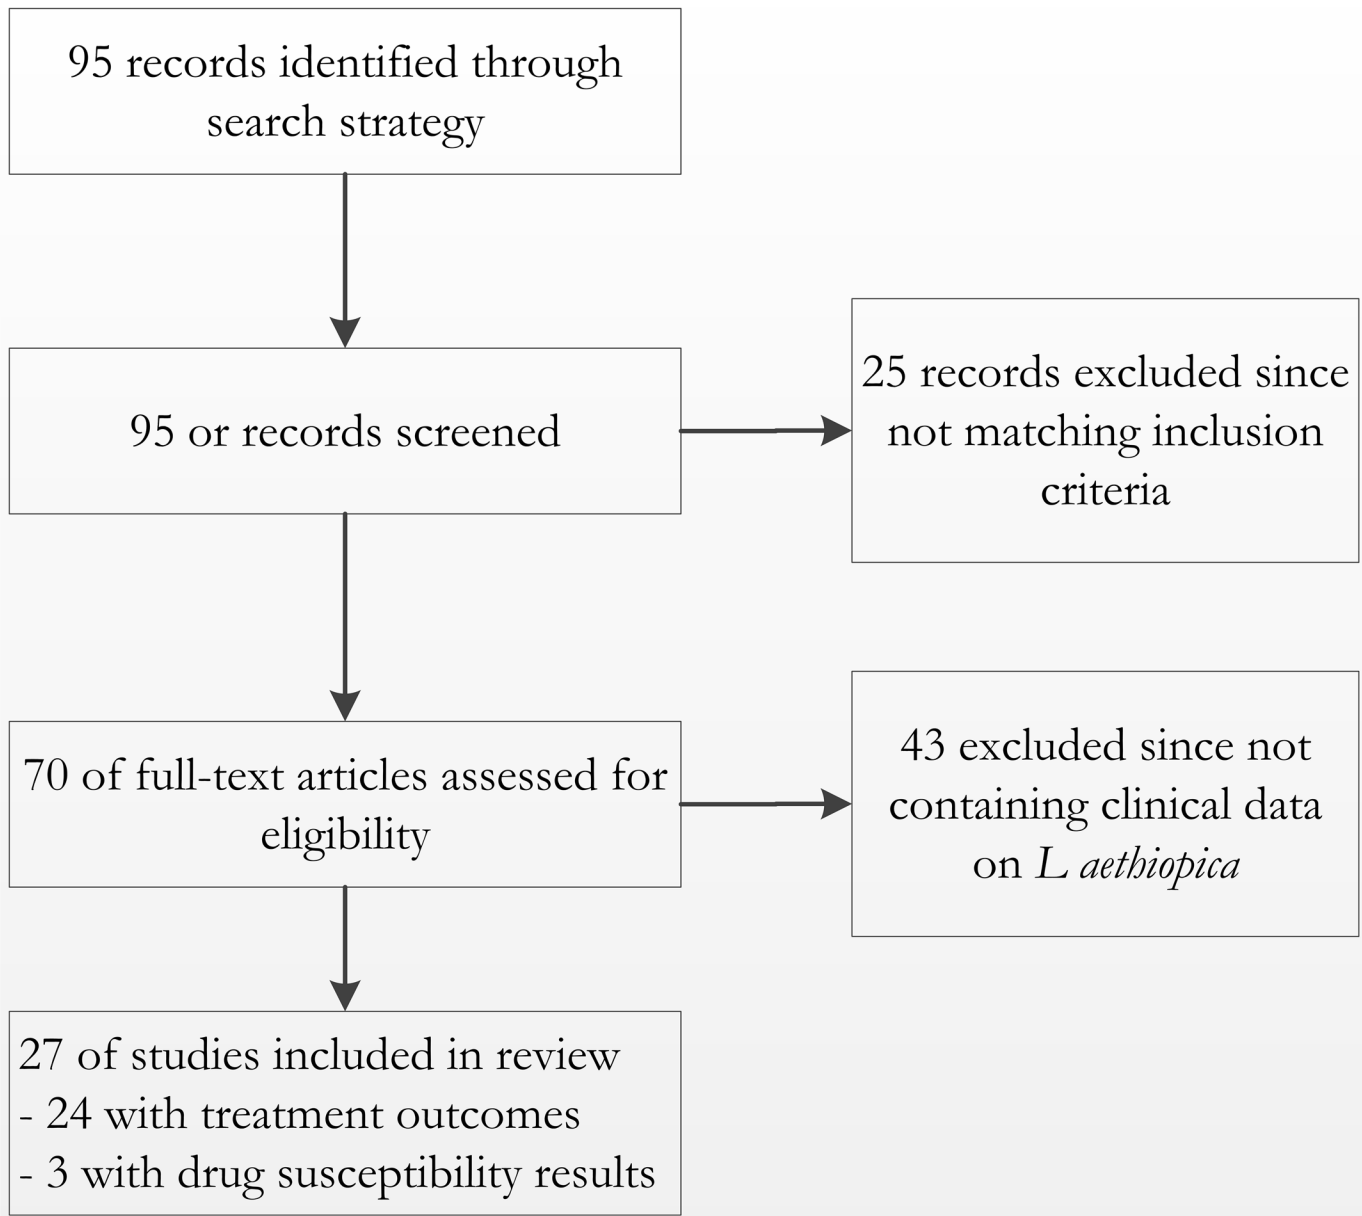 95 records identified through
search strategy
95 or records screened
25 records excluded since
not matching inclusion
criteria
70 of full-text articles assessed for
eligibility
43 excluded since not
containing clinical data
on L aethiopica
27 of studies included in review
- 24 with treatment outcomes
- 3 with drug susceptibility results